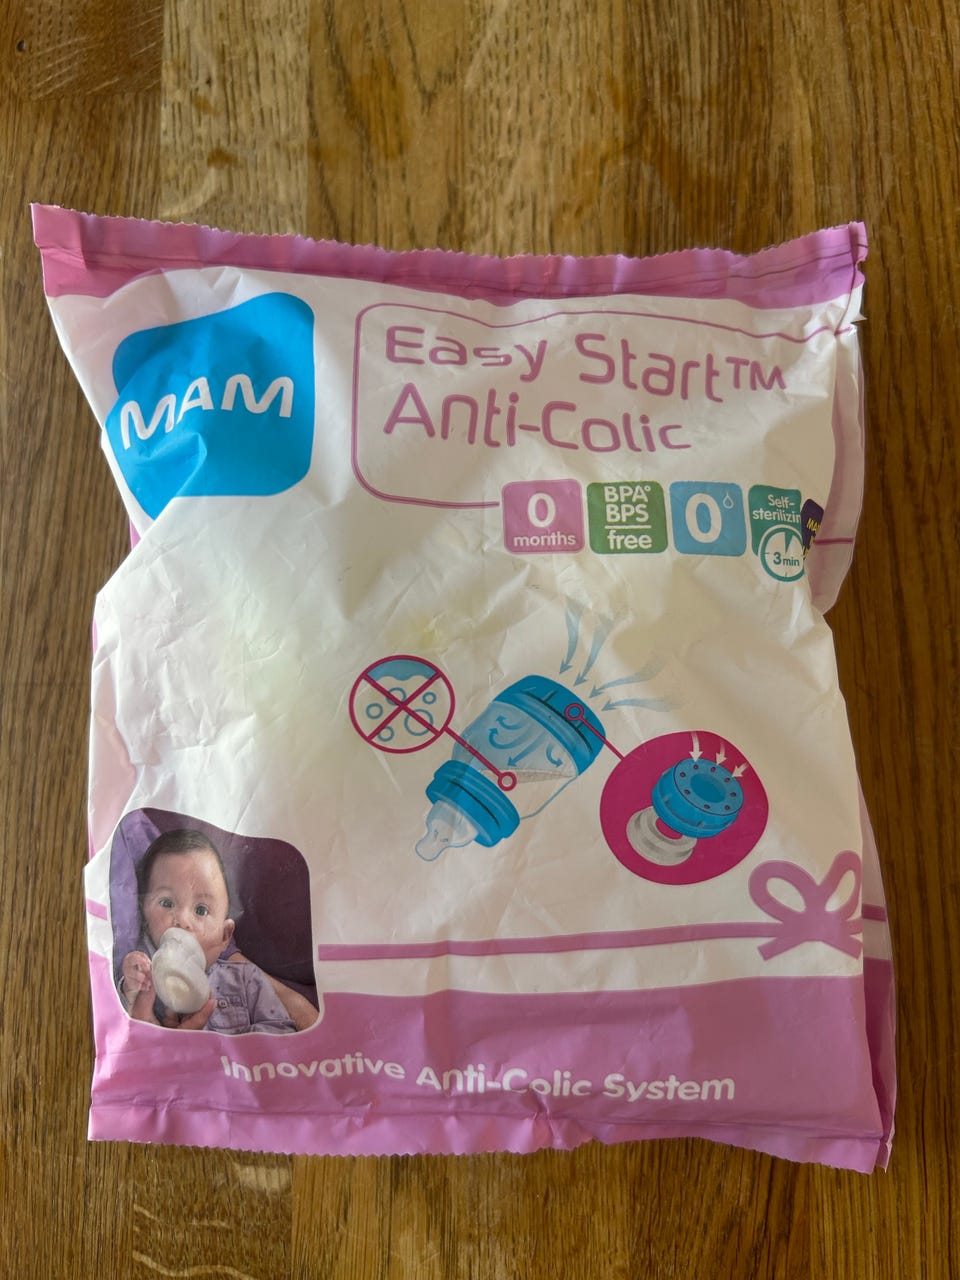 MAM
Easy Start™
Anti-Colic
0
months
BPA°
BPS
free
0
Self-
sterilizin
3 min
Innovative Anti-Colic System